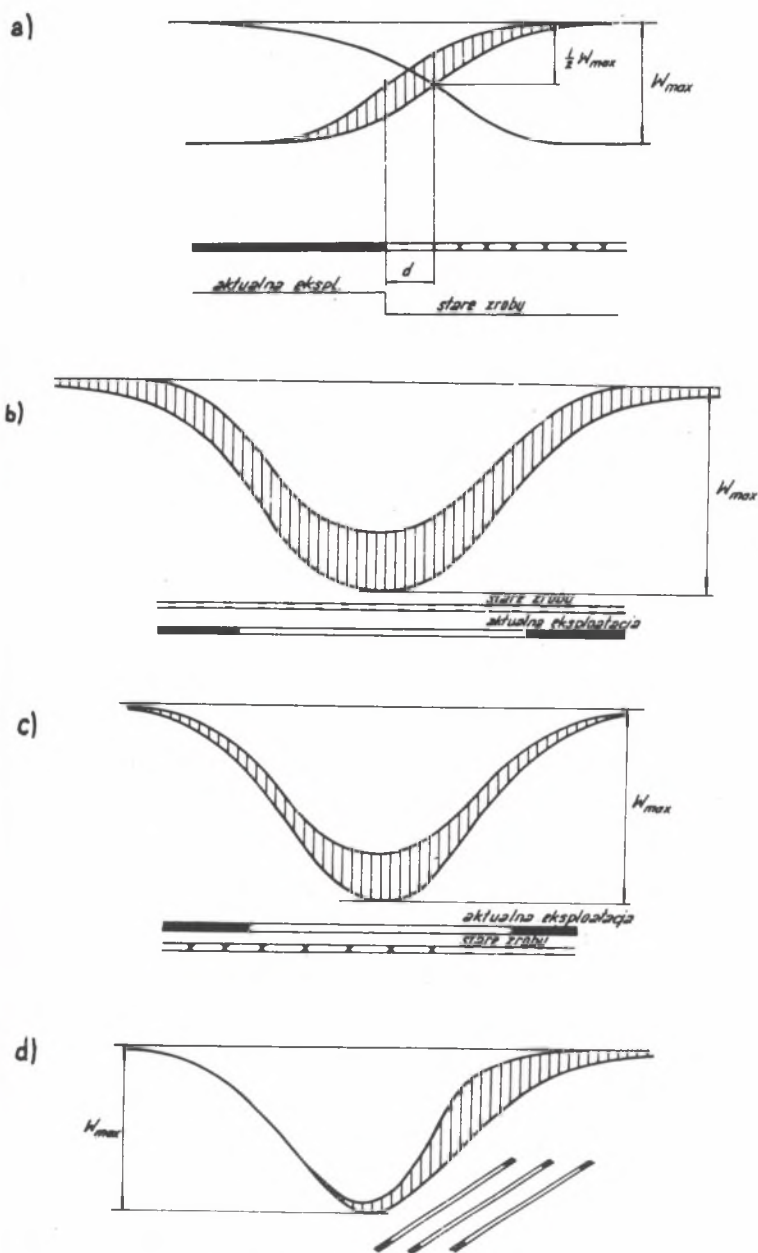 a)
½ Wmax
Wmax
d
aktualna ekspl.
stare zroby
b)
Wmax
stare zroby
aktualna eksploatacja
c)
Wmax
aktualna eksploatacja
stare zroby
d)
Wmax